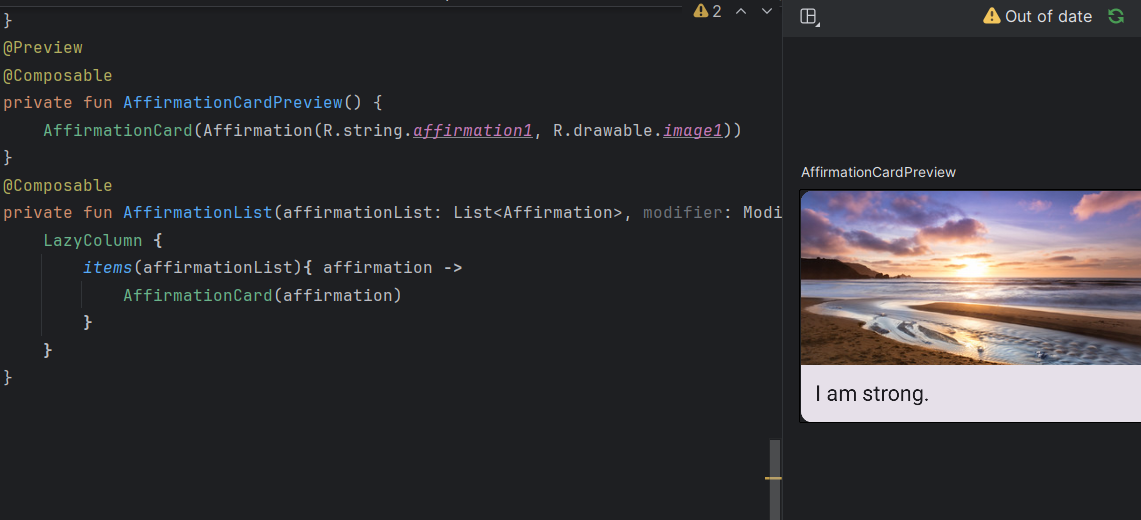 }
2
Out of date
@Preview
@Composable
private fun AffirmationCardPreview() {
    AffirmationCard(Affirmation(R.string.affirmation1, R.drawable.image1))
}
@Composable
private fun AffirmationList(affirmationList: List<Affirmation>, modifier: Modi
    LazyColumn {
        items(affirmationList){ affirmation ->
            AffirmationCard(affirmation)
        }
    }
}
AffirmationCardPreview
I am strong.